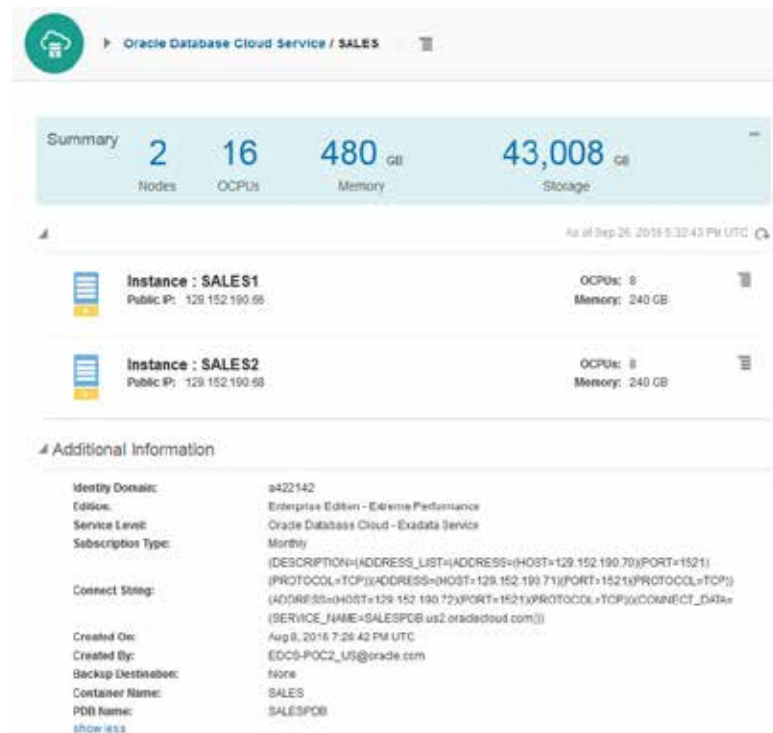 Oracle Database Cloud Service / SALES
Summary
2 Nodes
16 OCPUs
480 GB Memory
43,008 GB Storage
As of Sep 26, 2016 5:32:43 PM UTC
Instance : SALES1
Public IP: 129.152.190.66
OCPUs: 8
Memory: 240 GB
Instance : SALES2
Public IP: 129.152.190.68
OCPUs: 8
Memory: 240 GB
Additional Information
Identity Domain: a422142
Edition: Enterprise Edition - Extreme Performance
Service Level: Oracle Database Cloud - Exadata Service
Subscription Type: Monthly
Connect String:
(DESCRIPTION=(ADDRESS_LIST=(ADDRESS=(HOST=129.152.190.70)(PORT=1521)
(PROTOCOL=TCP))(ADDRESS=(HOST=129.152.190.71)(PORT=1521)(PROTOCOL=TCP))
(ADDRESS=(HOST=129.152.190.72)(PORT=1521)(PROTOCOL=TCP)))(CONNECT_DATA=
(SERVICE_NAME=SALESPDB.us2.oraclecloud.com)))
Created On: Aug 8, 2016 7:28:42 PM UTC
Created By: EDCS-POC2_US@oracle.com
Backup Destination: None
Container Name: SALES
PDB Name: SALESPDB
show less